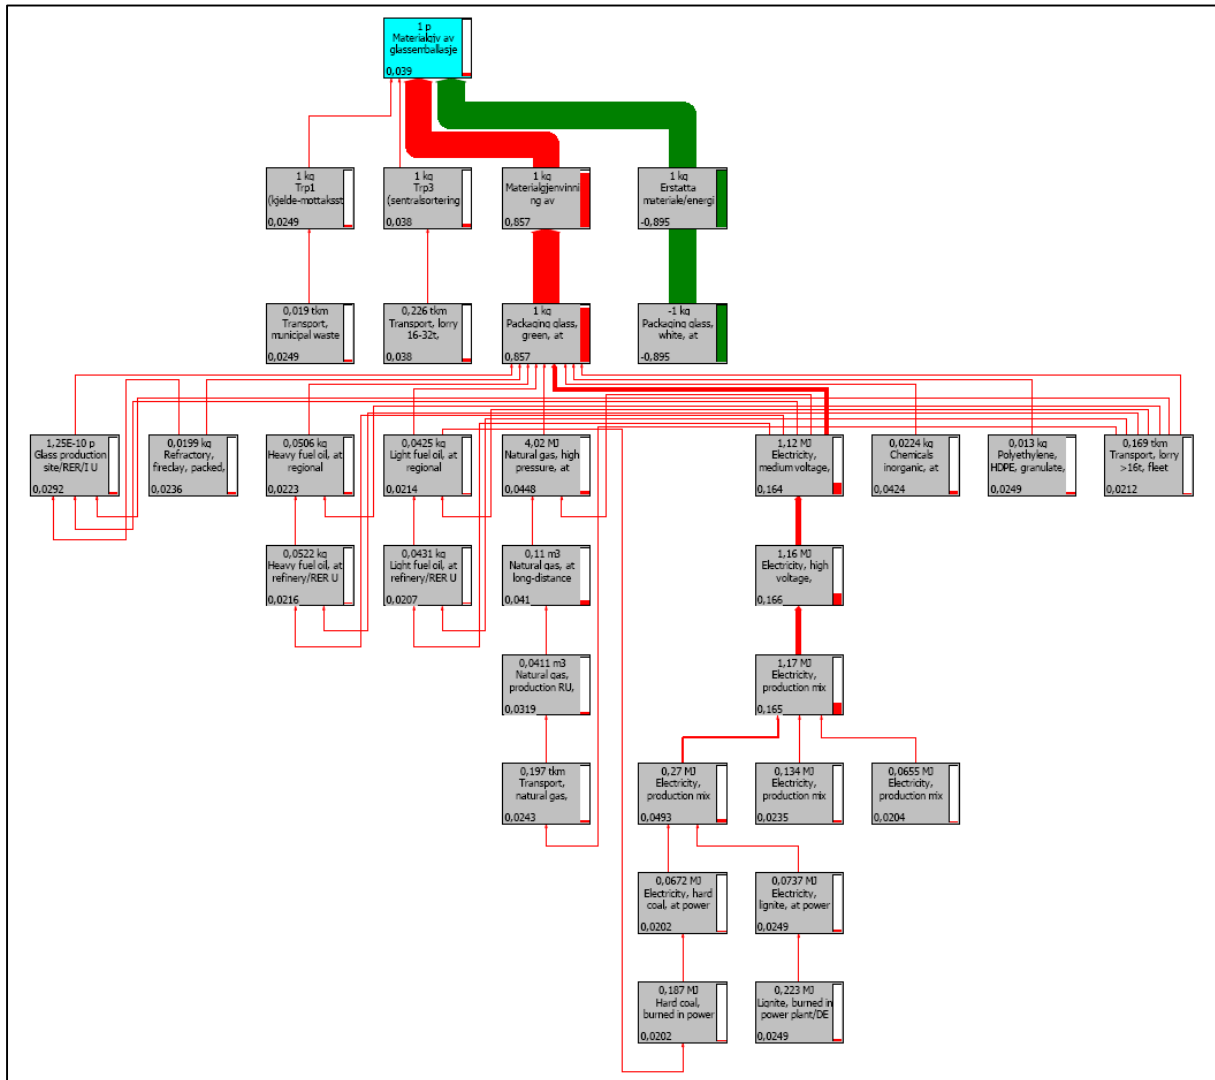 1 p
Materialgjv av
glassemballasje
0,039
1 kg
Trp1
(kjelde-mottaksst
0,0249
1 kg
Trp3
(sentralsortering
0,038
1 kg
Materialgjenvinni
ng av
0,857
1 kg
Erstatta
materiale/energi
-0,895
0,019 tkm
Transport,
municipal waste
0,0249
0,226 tkm
Transport, lorry
16-32t,
0,038
1 kg
Packaging glass,
green, at
0,857
-1 kg
Packaging glass,
white, at
-0,895
1,25E-10 p
Glass production
site/RER/I U
0,0292
0,0199 kg
Refractory,
fireclay, packed,
0,0236
0,0506 kg
Heavy fuel oil, at
regional
0,0223
0,0425 kg
Light fuel oil, at
regional
0,0214
4,02 MJ
Natural gas, high
pressure, at
0,0448
1,12 MJ
Electricity,
medium voltage,
0,164
0,0224 kg
Chemicals
inorganic, at
0,0424
0,013 kg
Polyethylene,
HDPE, granulate,
0,0249
0,169 tkm
Transport, lorry
>16t, fleet
0,0212
0,0522 kg
Heavy fuel oil, at
refinery/RER U
0,0216
0,0431 kg
Light fuel oil, at
refinery/RER U
0,0207
0,11 m3
Natural gas, at
long-distance
0,041
1,16 MJ
Electricity, high
voltage,
0,166
0,0411 m3
Natural gas,
production RU,
0,0319
1,17 MJ
Electricity,
production mix
0,165
0,197 tkm
Transport,
natural gas,
0,0243
0,27 MJ
Electricity,
production mix
0,0493
0,134 MJ
Electricity,
production mix
0,0235
0,0655 MJ
Electricity,
production mix
0,0204
0,0672 MJ
Electricity, hard
coal, at power
0,0202
0,0737 MJ
Electricity,
lignite, at power
0,0249
0,187 MJ
Hard coal,
burned in power
0,0202
0,223 MJ
Lignite, burned in
power plant/DE
0,0249